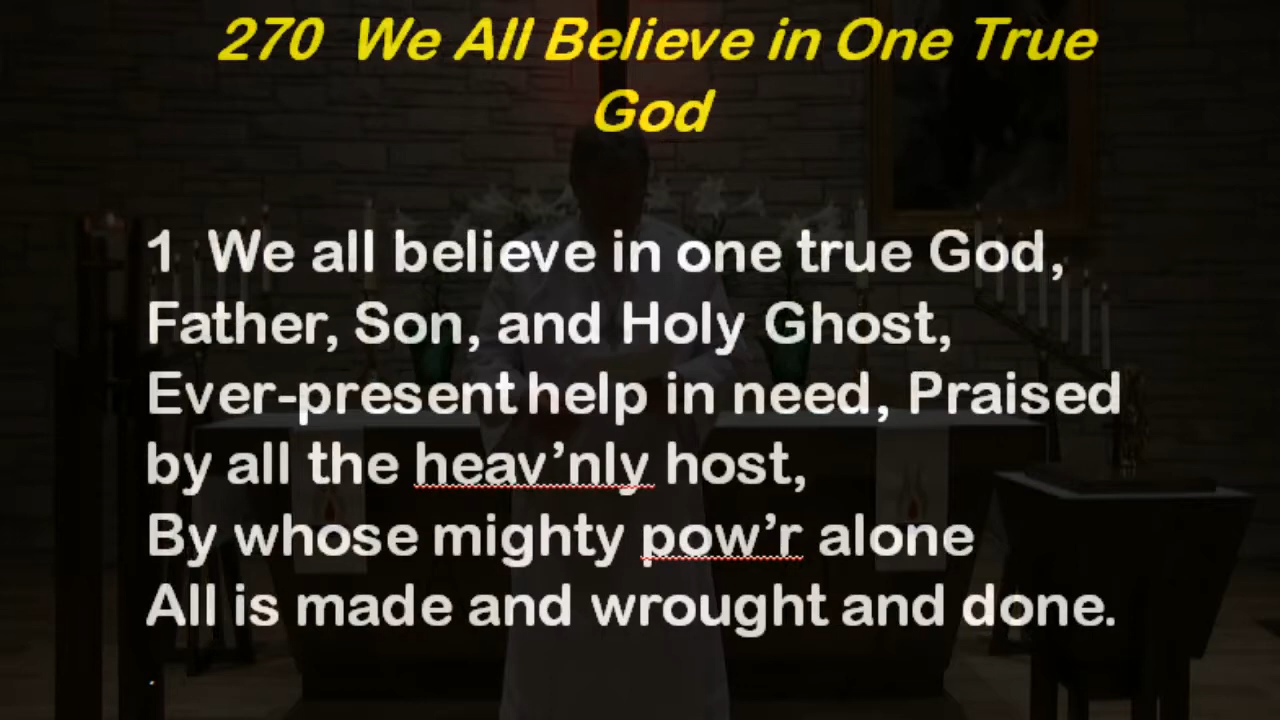 270 We All Believe in One True
God
1 We all believe in one true God,
Father, Son, and Holy Ghost,
Ever-present help in need, Praised
by all the heav’nly host,
By whose mighty pow’r alone
All is made and wrought and done.
.